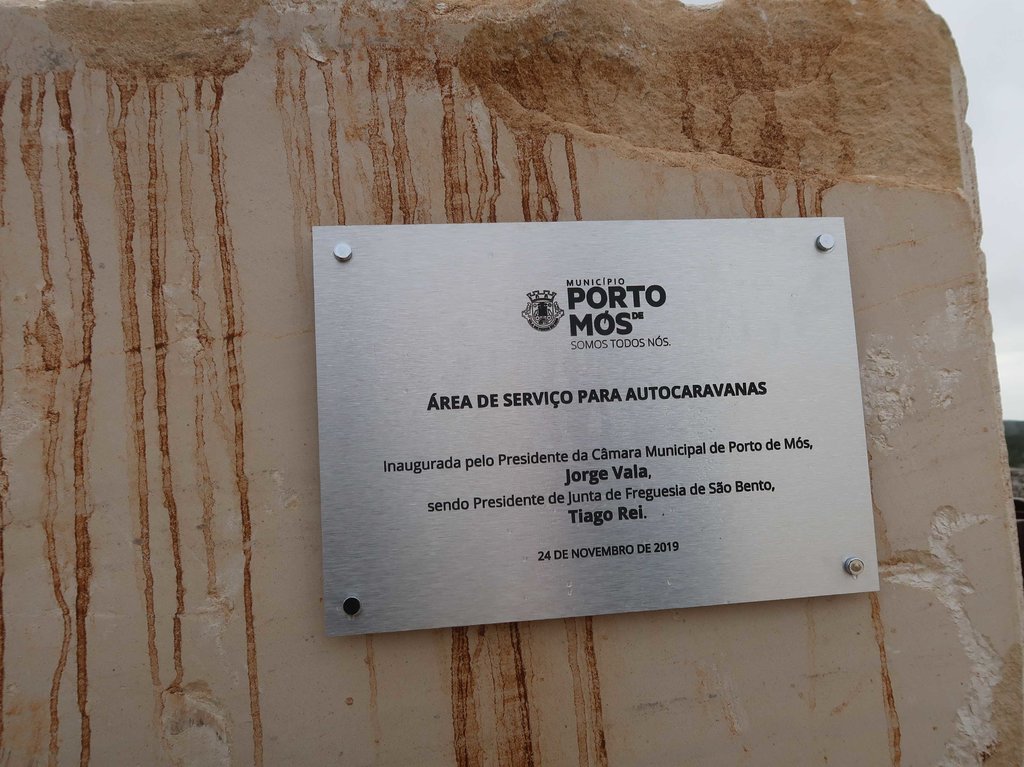 MUNICÍPIO
PORTO
DE
MÓS
SOMOS TODOS NÓS.
ÁREA DE SERVIÇO PARA AUTOCARAVANAS
Inaugurada pelo Presidente da Câmara Municipal de Porto de Mós,
Jorge Vala,
sendo Presidente de Junta de Freguesia de São Bento,
Tiago Rei.
24 DE NOVEMBRO DE 2019